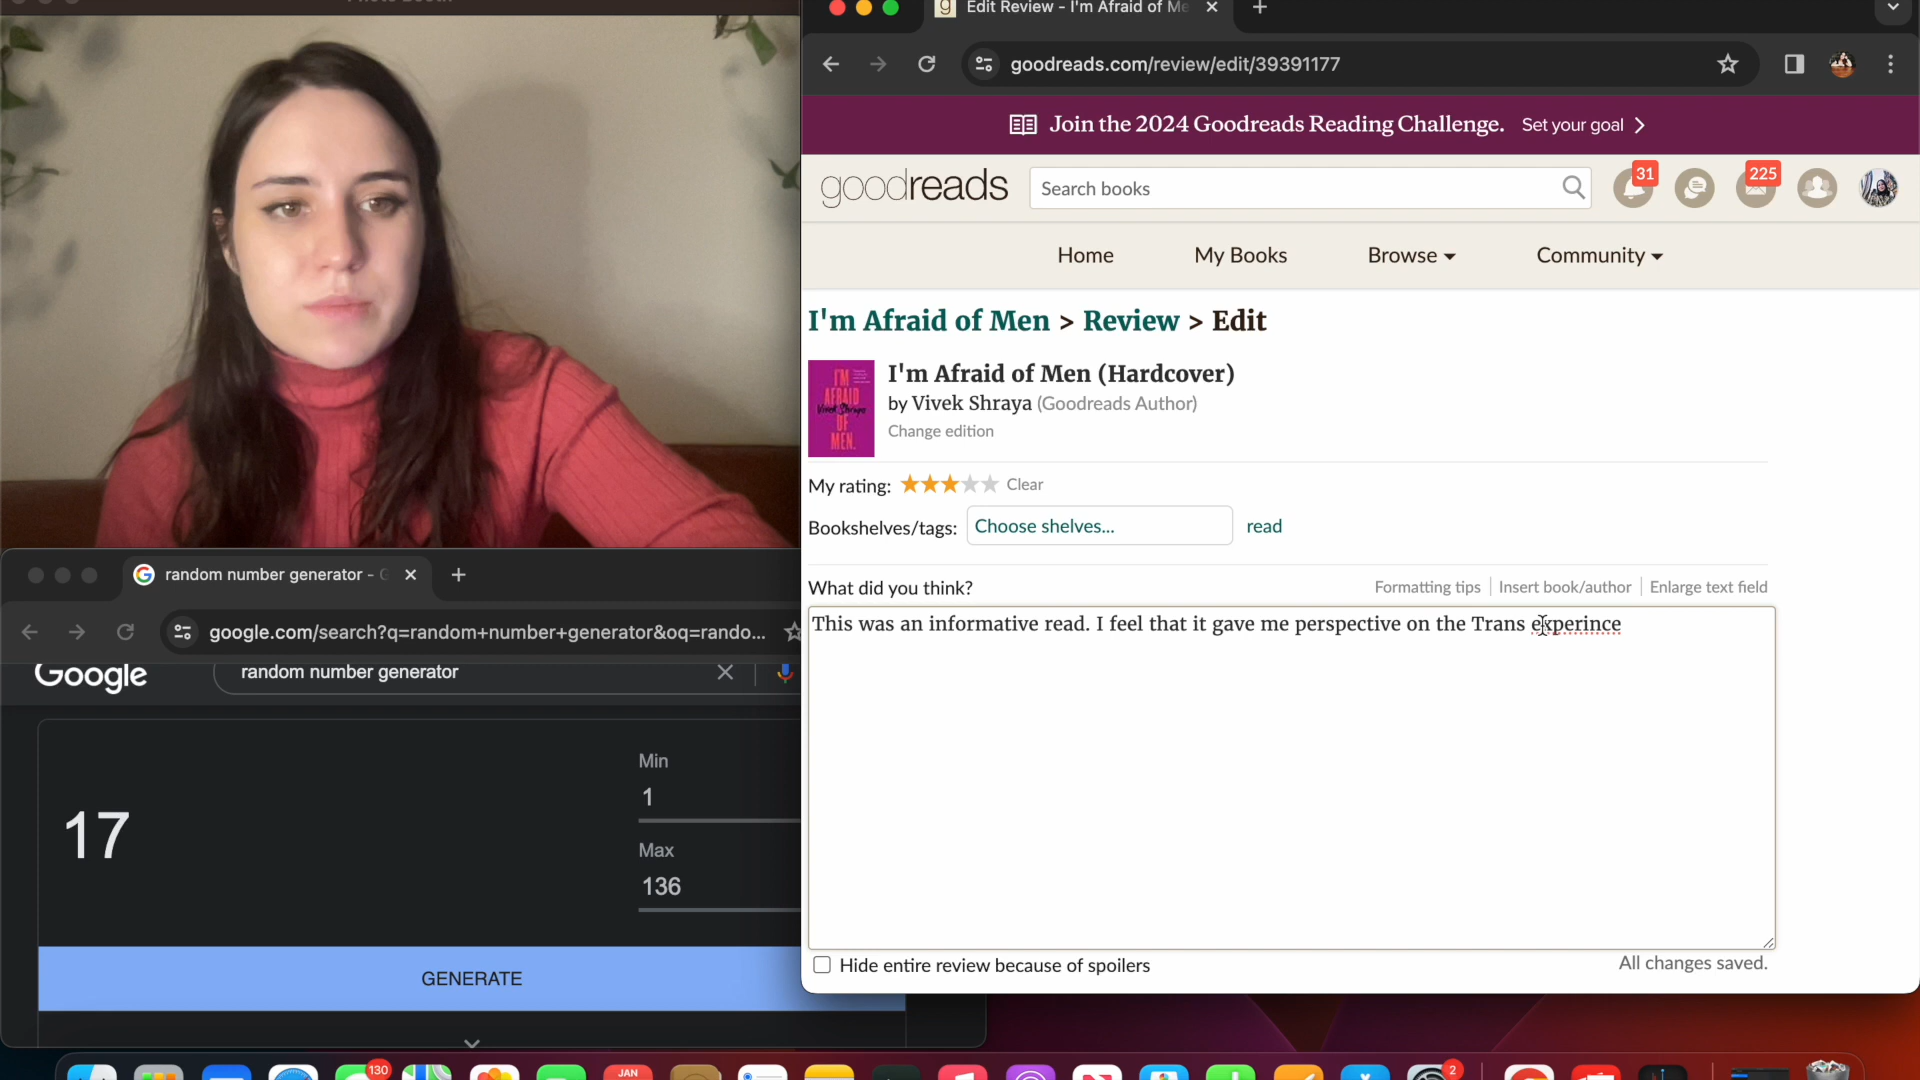 Edit Review - I'm Afraid of Me
goodreads.com/review/edit/39391177
Join the 2024 Goodreads Reading Challenge. Set your goal
goodreads
Search books
31
225
Home
My Books
Browse
Community
I'm Afraid of Men > Review > Edit
I'M AFRAID OF MEN.
Vivek Shraya
I'm Afraid of Men (Hardcover)
by Vivek Shraya (Goodreads Author)
Change edition
My rating: Clear
Bookshelves/tags: Choose shelves... read
What did you think? Formatting tips Insert book/author Enlarge text field
This was an informative read. I feel that it gave me perspective on the Trans experince
Hide entire review because of spoilers
All changes saved.
random number generator - G
google.com/search?q=random+number+generator&oq=rando...
Google
random number generator
17
Min
1
Max
136
GENERATE
130
JAN
2